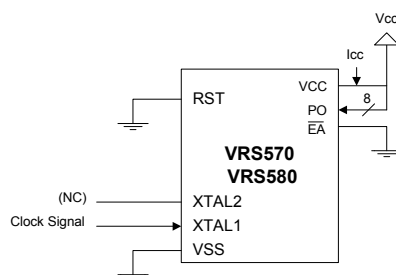 Vcc
Icc
VCC
8
RST
PO
EA
VRS570
VRS580
(NC)
XTAL2
Clock Signal
XTAL1
VSS